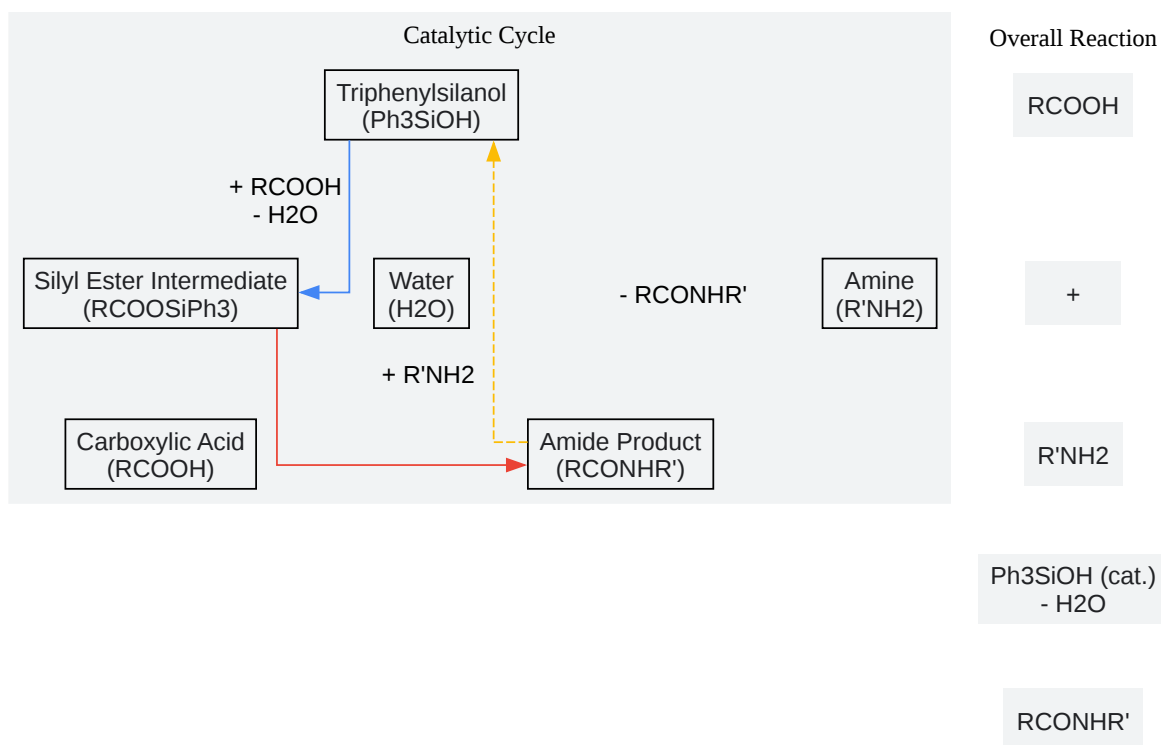 Catalytic Cycle
Overall Reaction
Triphenylsilanol
(Ph3SiOH)
RCOOH
+ RCOOH
- H2O
Silyl Ester Intermediate
(RCOOSiPh3)
Water
(H2O)
- RCONHR'
Amine
(R'NH2)
+
+ R'NH2
Carboxylic Acid
(RCOOH)
Amide Product
(RCONHR')
R'NH2
Ph3SiOH (cat.)
- H2O
RCONHR'